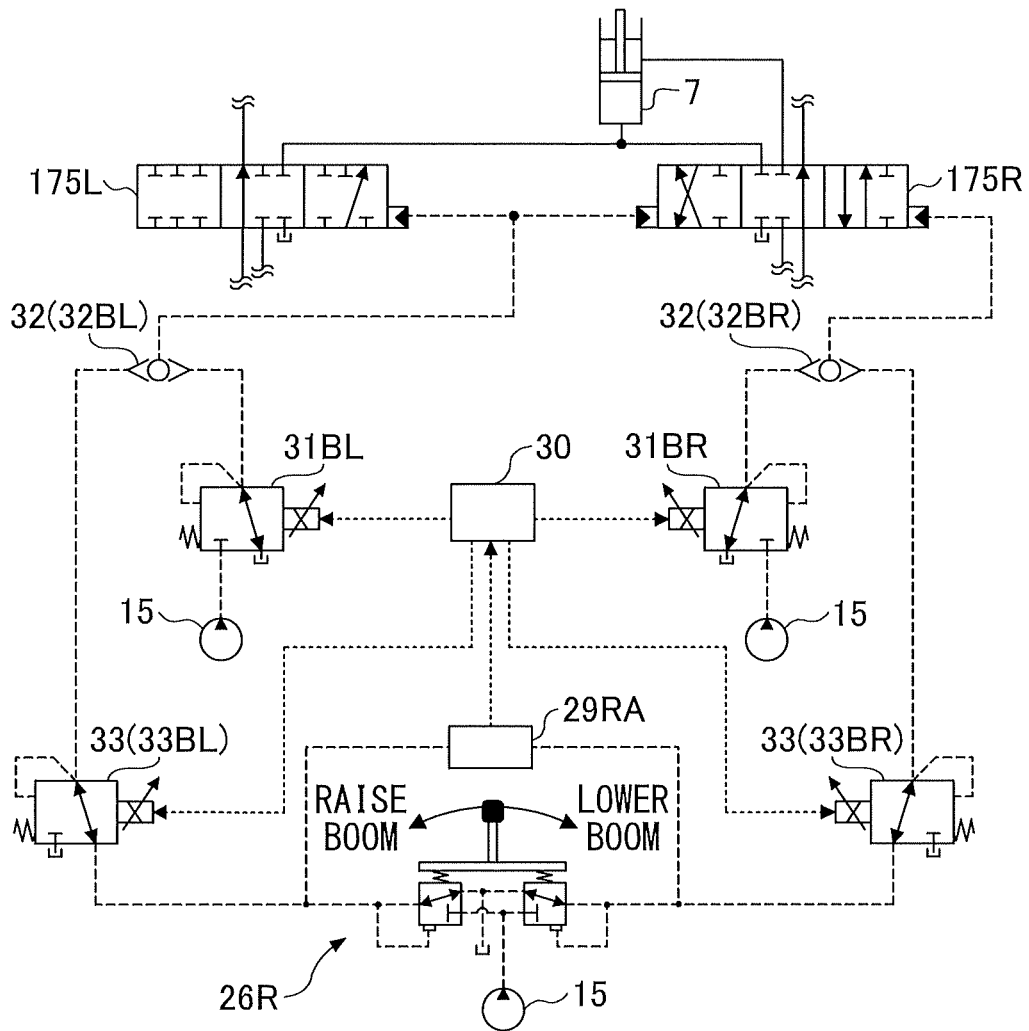 7
175L
175R
32(32BL)
32(32BR)
31BL
30
31BR
15
15
29RA
33(33BL)
33(33BR)
RAISE
BOOM
LOWER
BOOM
26R
15